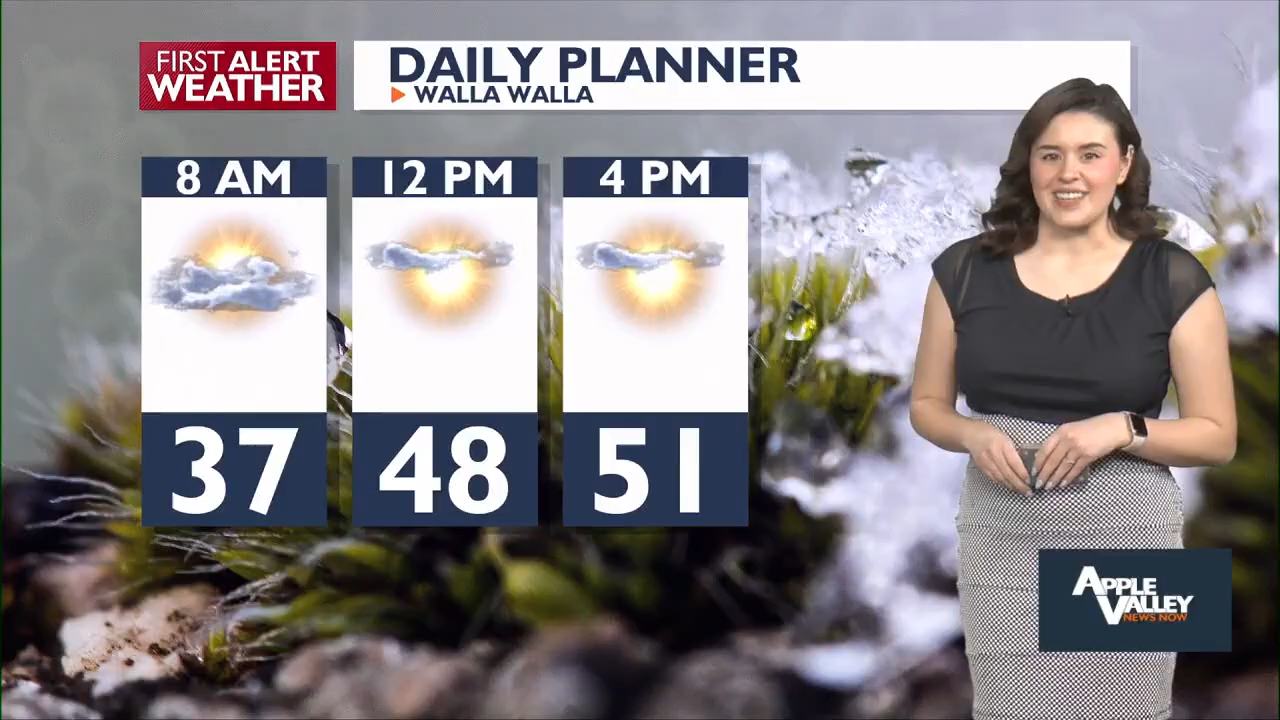 FIRST ALERT
WEATHER
DAILY PLANNER
WALLA WALLA
8 AM
12 PM
4 PM
37
48
51
APPLE
VALLEY
NEWS NOW